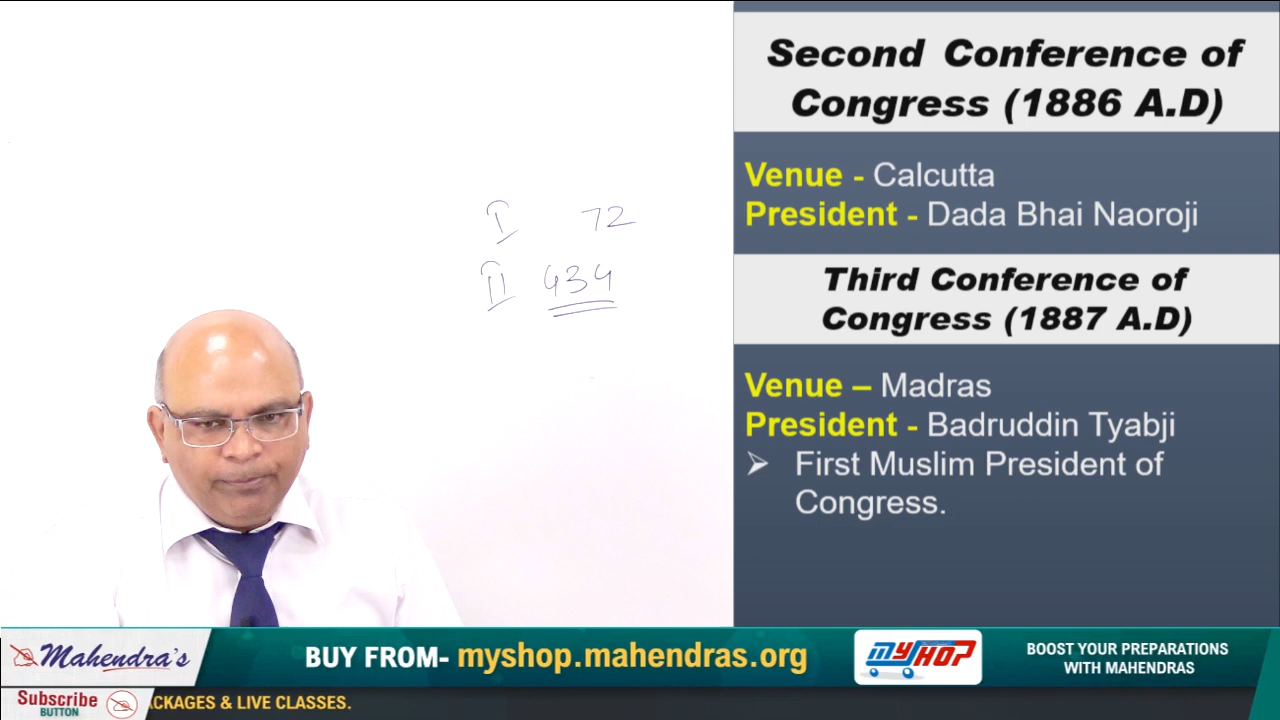 I 72
II 434
Second Conference of
Congress (1886 A.D)
Venue - Calcutta
President - Dada Bhai Naoroji
Third Conference of
Congress (1887 A.D)
Venue – Madras
President - Badruddin Tyabji
➢ First Muslim President of
Congress.
Mahendra's
BUY FROM- myshop.mahendras.org
MYSHOP
BOOST YOUR PREPARATIONS
WITH MAHENDRAS
Subscribe
BUTTON
ACKAGES & LIVE CLASSES.